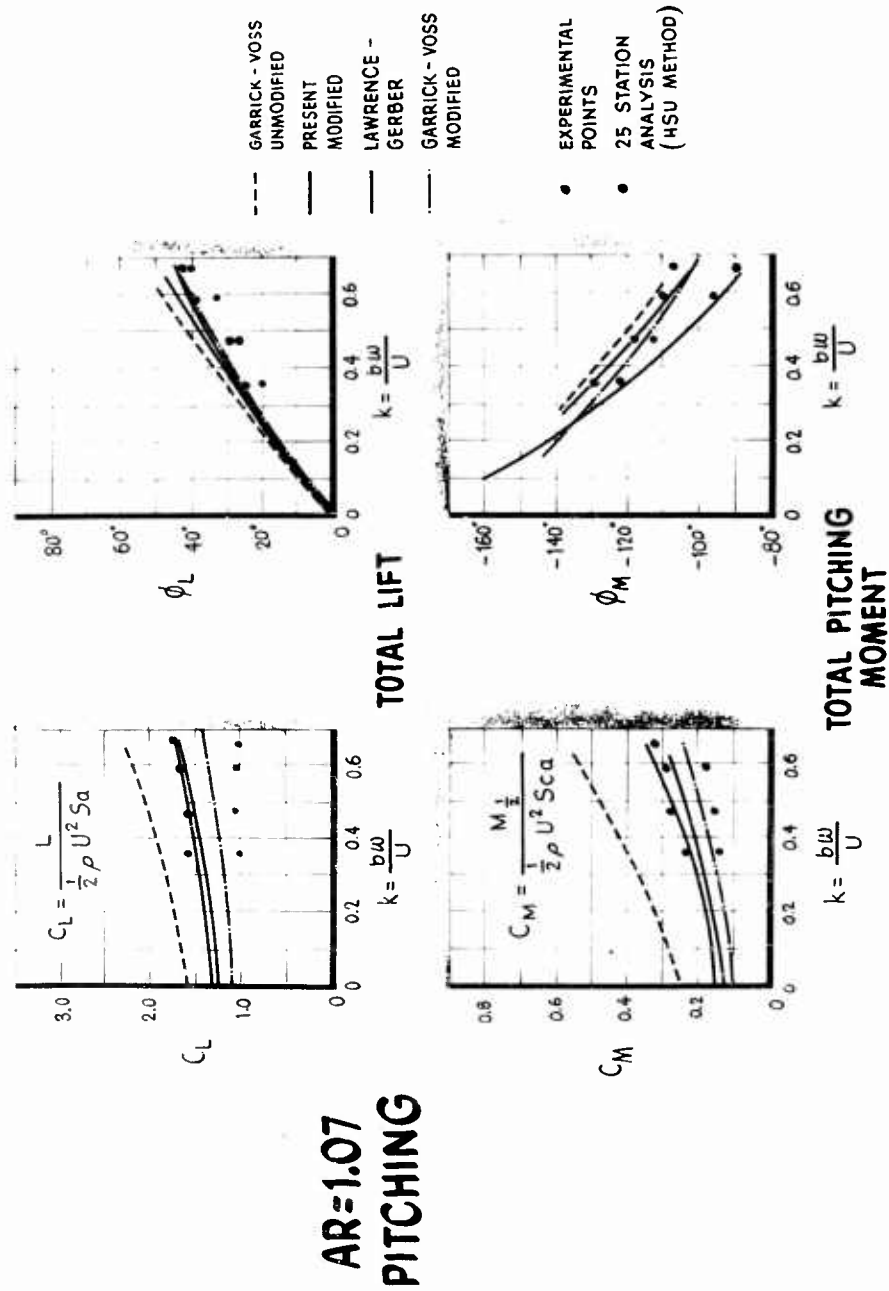 AR=1.07
PITCHING
C_L = L / (½ ρ U² Sa)
3.0
2.0
1.0
0
C_L
0
0.2
0.4
0.6
k = bω/U
TOTAL LIFT
80°
60°
40°
20°
0
ϕ_L
0
0.2
0.4
0.6
k = bω/U
C_M = M ½ / (½ ρ U² Sca)
0.8
0.6
0.4
0.2
0
C_M
0
0.2
0.4
0.6
k = bω/U
TOTAL PITCHING
MOMENT
-160°
-140°
-120°
-100°
-80°
ϕ_M
0
0.2
0.4
0.6
k = bω/U
GARRICK - VOSS
UNMODIFIED
PRESENT
MODIFIED
LAWRENCE -
GERBER
GARRICK - VOSS
MODIFIED
EXPERIMENTAL
POINTS
25 STATION
ANALYSIS
(HSU METHOD)